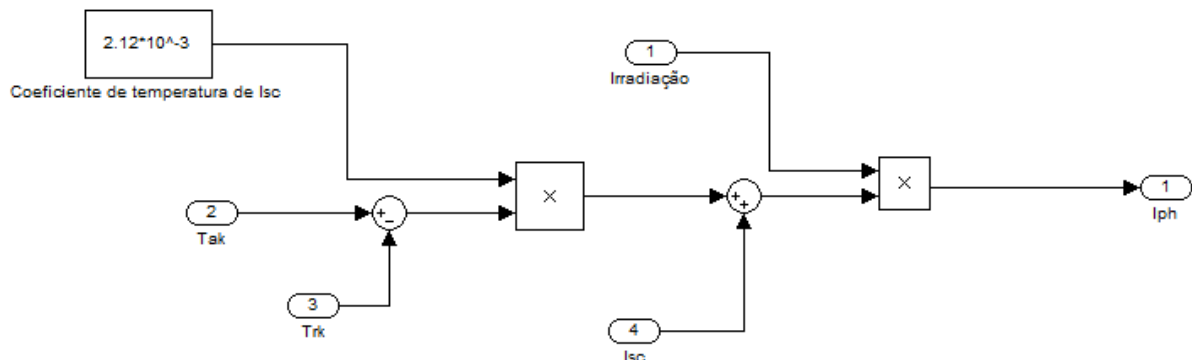 2.12*10^-3
Coeficiente de temperatura de Isc
1
Irradiação
×
×
2
Tak
+
−
+
+
1
Iph
3
Trk
4
Isc